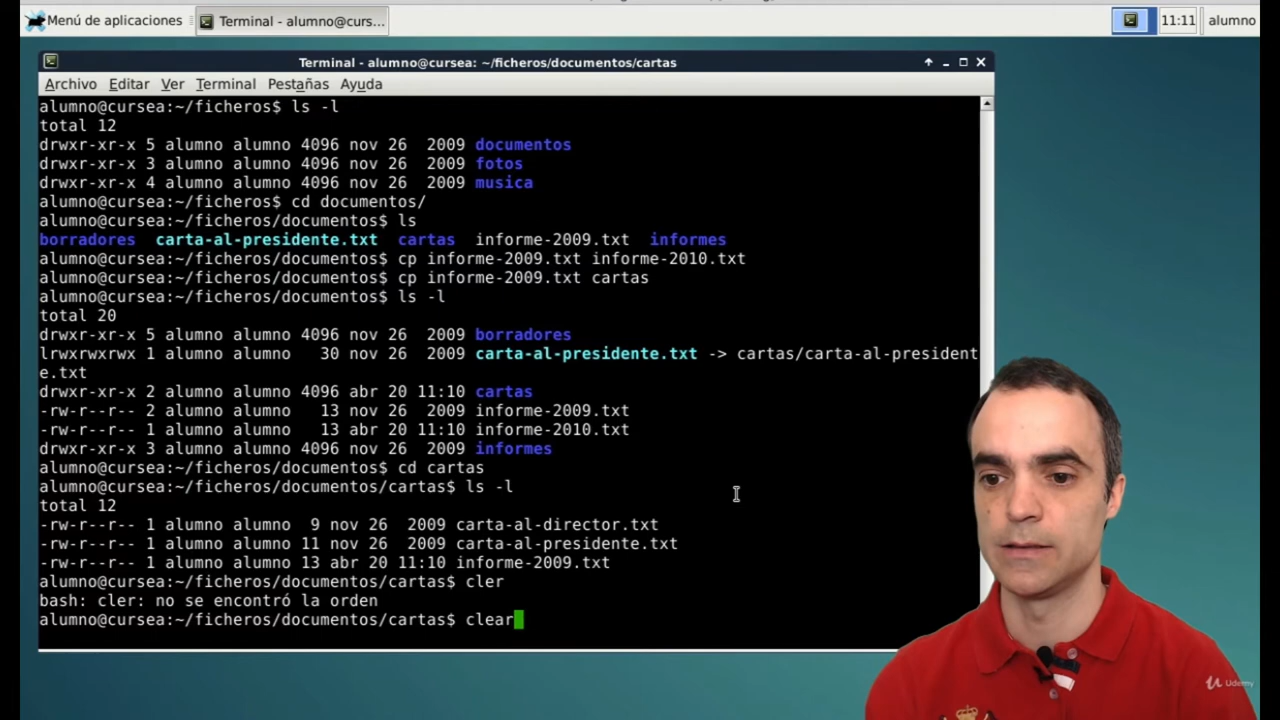 Menú de aplicaciones
Terminal - alumno@curs...
11:11
alumno
Terminal - alumno@cursea: ~/ficheros/documentos/cartas
Archivo Editar Ver Terminal Pestañas Ayuda
alumno@cursea:~/ficheros$ ls -l
total 12
drwxr-xr-x 5 alumno alumno 4096 nov 26  2009 documentos
drwxr-xr-x 3 alumno alumno 4096 nov 26  2009 fotos
drwxr-xr-x 4 alumno alumno 4096 nov 26  2009 musica
alumno@cursea:~/ficheros$ cd documentos/
alumno@cursea:~/ficheros/documentos$ ls
borradores  carta-al-presidente.txt  cartas  informe-2009.txt  informes
alumno@cursea:~/ficheros/documentos$ cp informe-2009.txt informe-2010.txt
alumno@cursea:~/ficheros/documentos$ cp informe-2009.txt cartas
alumno@cursea:~/ficheros/documentos$ ls -l
total 20
drwxr-xr-x 5 alumno alumno 4096 nov 26  2009 borradores
lrwxrwxrwx 1 alumno alumno   30 nov 26  2009 carta-al-presidente.txt -> cartas/carta-al-president
e.txt
drwxr-xr-x 2 alumno alumno 4096 abr 20 11:10 cartas
-rw-r--r-- 2 alumno alumno   13 nov 26  2009 informe-2009.txt
-rw-r--r-- 1 alumno alumno   13 abr 20 11:10 informe-2010.txt
drwxr-xr-x 3 alumno alumno 4096 nov 26  2009 informes
alumno@cursea:~/ficheros/documentos$ cd cartas
alumno@cursea:~/ficheros/documentos/cartas$ ls -l
total 12
-rw-r--r-- 1 alumno alumno  9 nov 26  2009 carta-al-director.txt
-rw-r--r-- 1 alumno alumno 11 nov 26  2009 carta-al-presidente.txt
-rw-r--r-- 1 alumno alumno 13 abr 20 11:10 informe-2009.txt
alumno@cursea:~/ficheros/documentos/cartas$ cler
bash: cler: no se encontró la orden
alumno@cursea:~/ficheros/documentos/cartas$ clear
Udemy